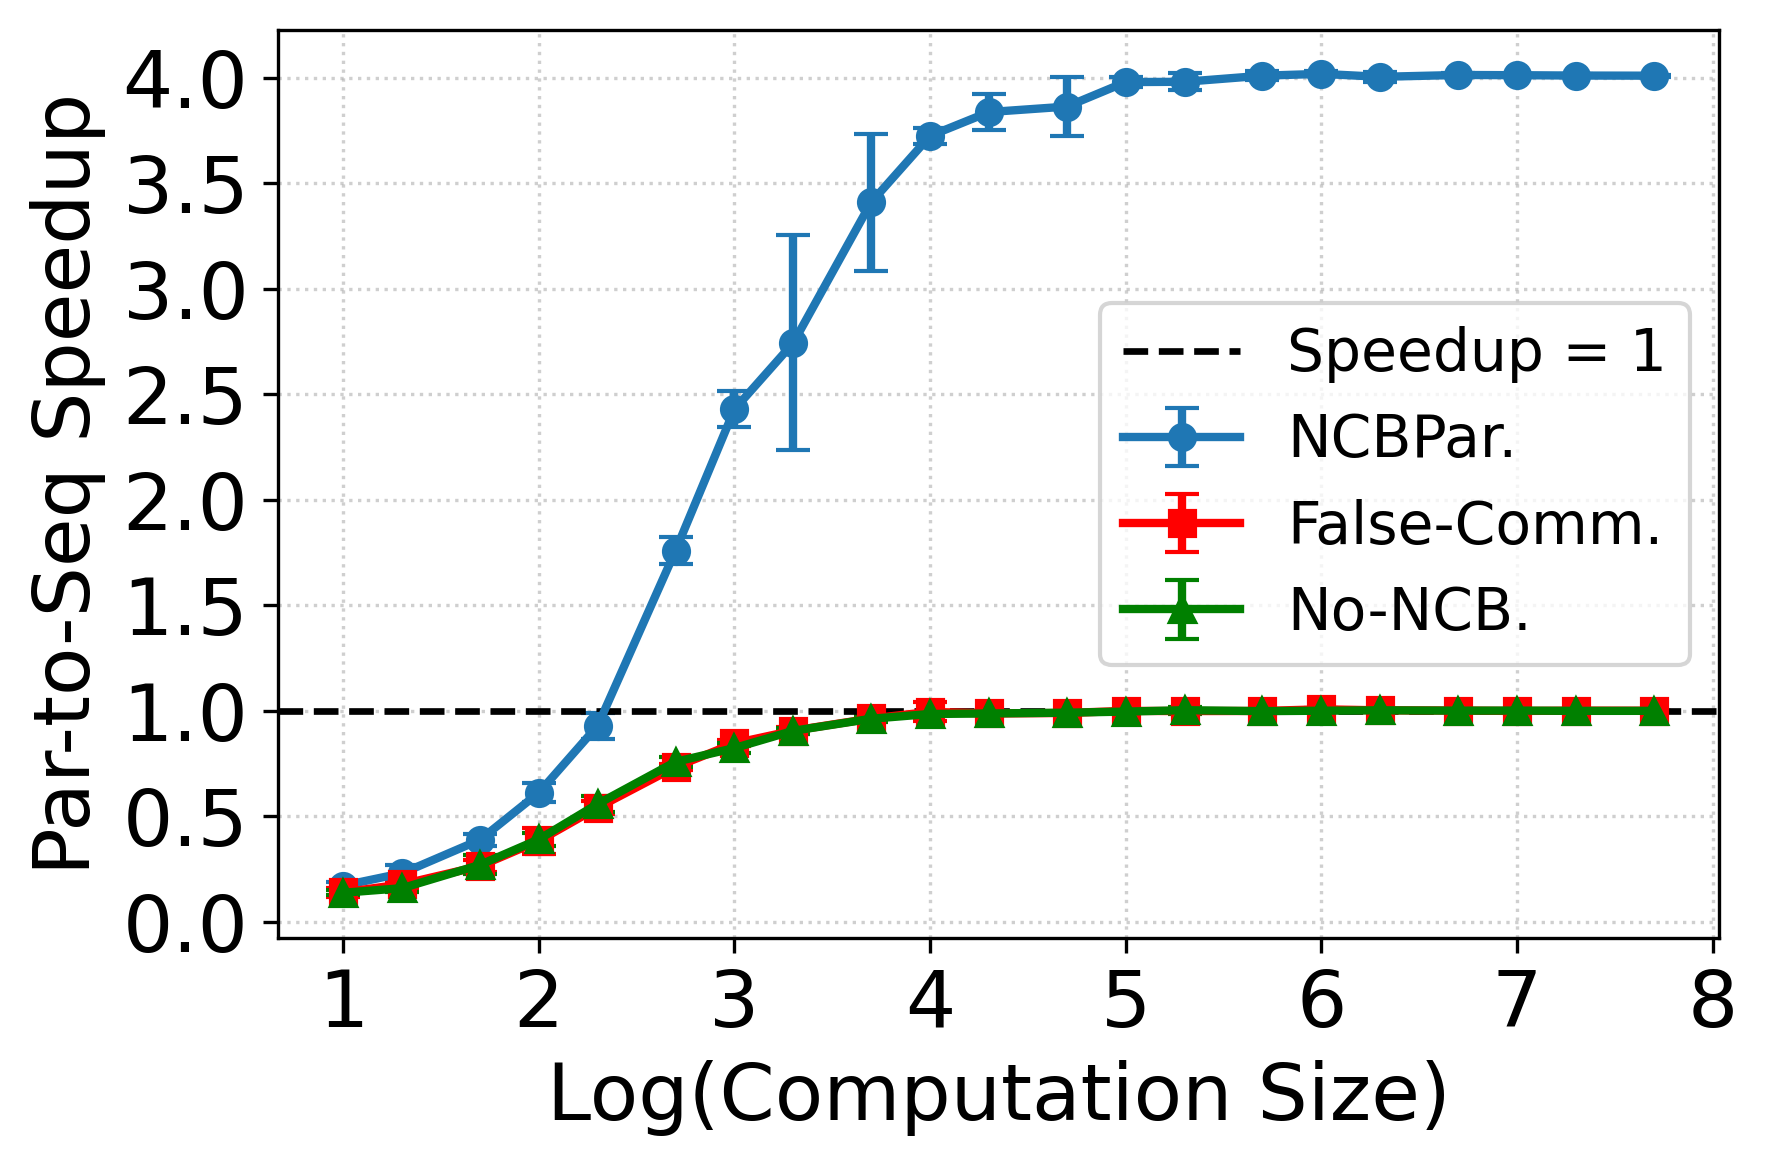 Par-to-Seq Speedup
4.0
3.5
3.0
2.5
2.0
1.5
1.0
0.5
0.0
Speedup = 1
NCBPar.
False-Comm.
No-NCB.
1 2 3 4 5 6 7 8
Log(Computation Size)